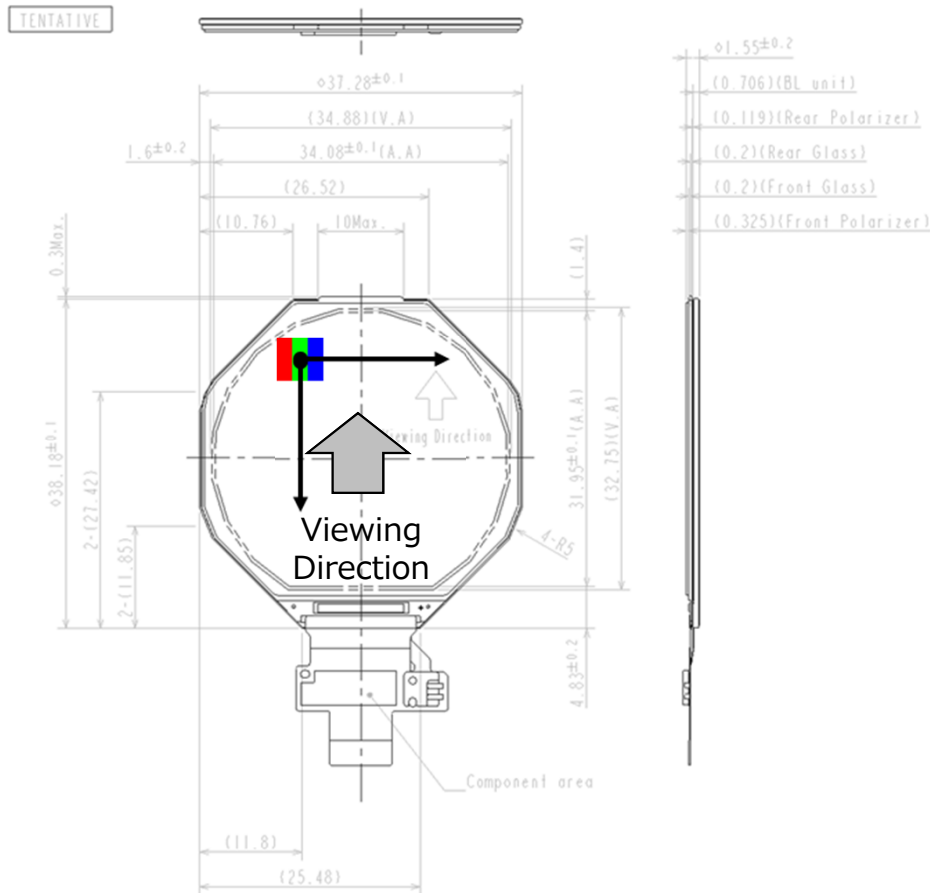 TENTATIVE
◇37.28±0.1
(34.88)(V.A)
1.6±0.2
34.08±0.1(A.A)
(26.52)
(10.76)
10Max.
0.3Max.
(1.4)
◇1.55±0.2
(0.706)(BL unit)
(0.119)(Rear Polarizer)
(0.2)(Rear Glass)
(0.2)(Front Glass)
(0.325)(Front Polarizer)
◇38.18±0.1
2-(27.42)
2-(11.85)
Viewing Direction
31.95±0.1(A.A)
(32.75)(V.A)
Viewing
Direction
4-R5
4.83±0.2
Component area
(11.8)
(25.48)